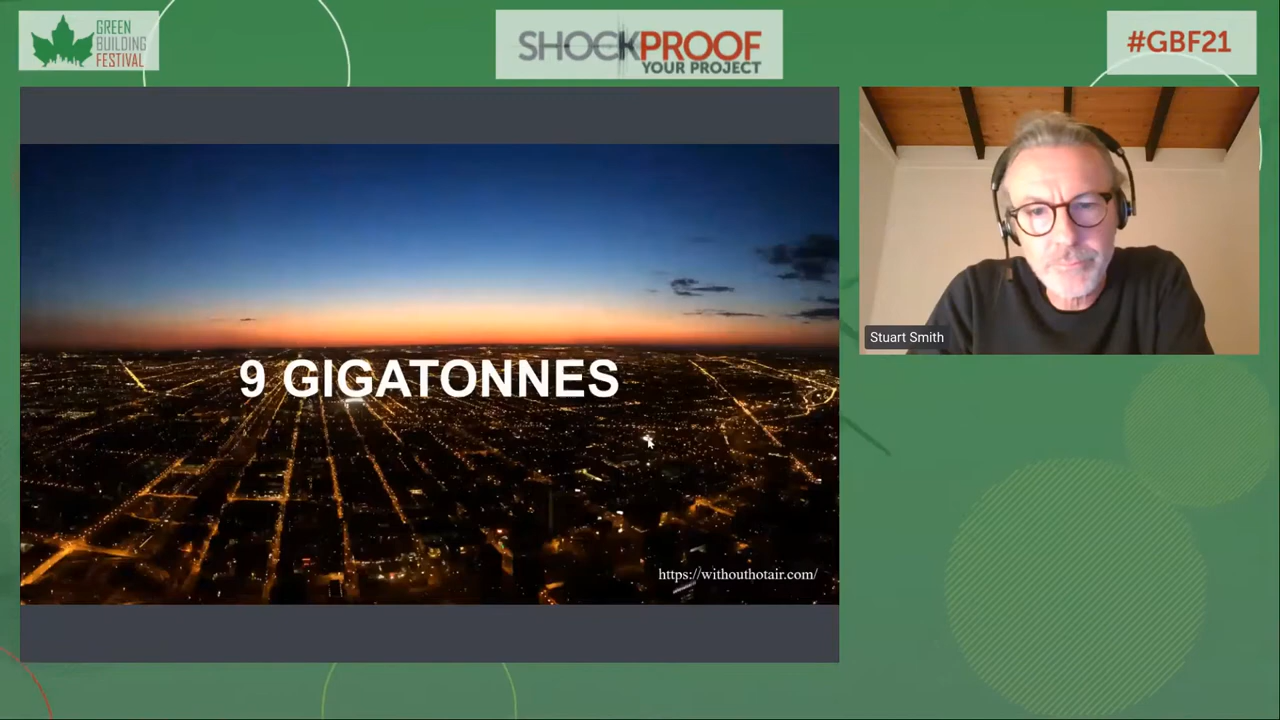 GREEN
BUILDING
FESTIVAL
SHOCKPROOF
YOUR PROJECT
#GBF21
9 GIGATONNES
https://withouthotair.com/
Stuart Smith